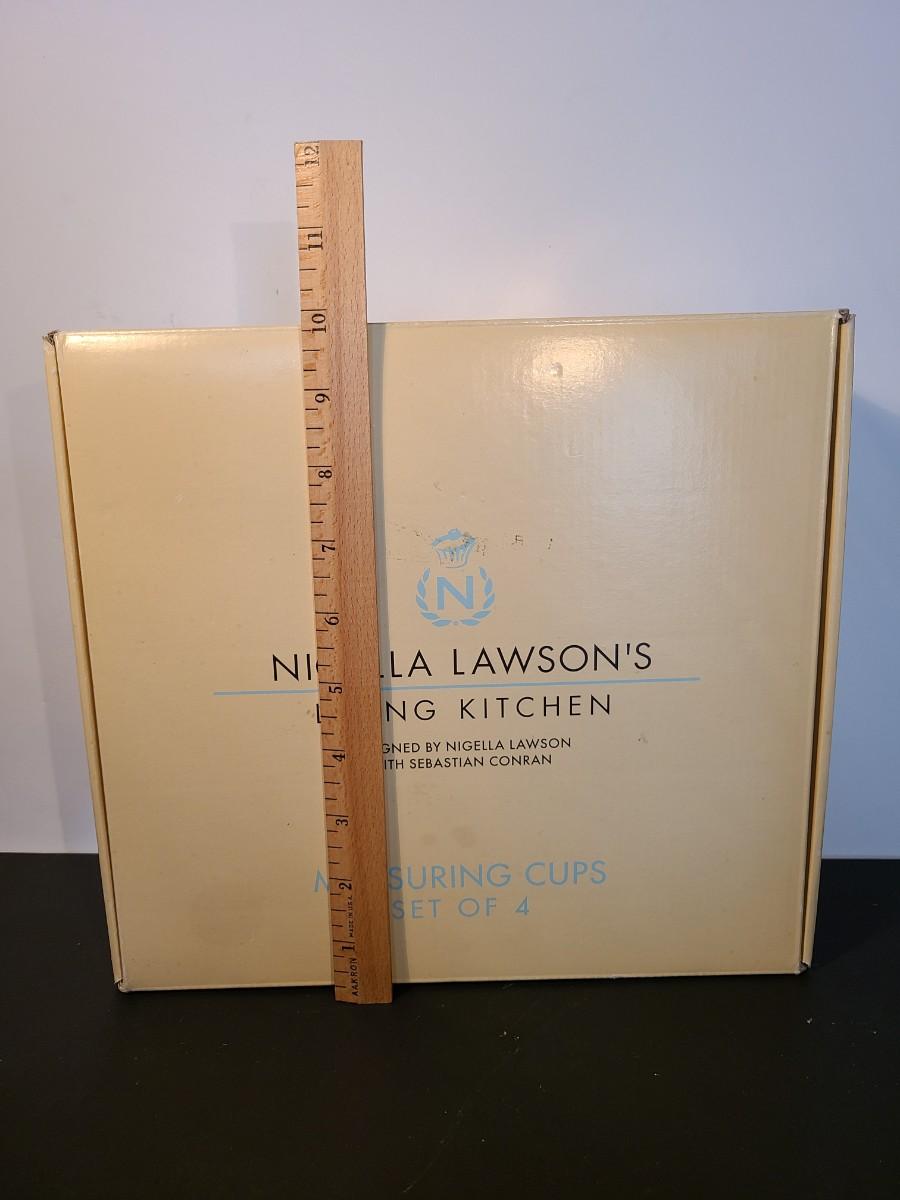 12
11
10
9
8
7
6
5
4
3
2
1
MADE IN U.S.A.
AAKRON
N
NI LLA LAWSON'S
L NG KITCHEN
GNED BY NIGELLA LAWSON
ITH SEBASTIAN CONRAN
M SURING CUPS
SET OF 4